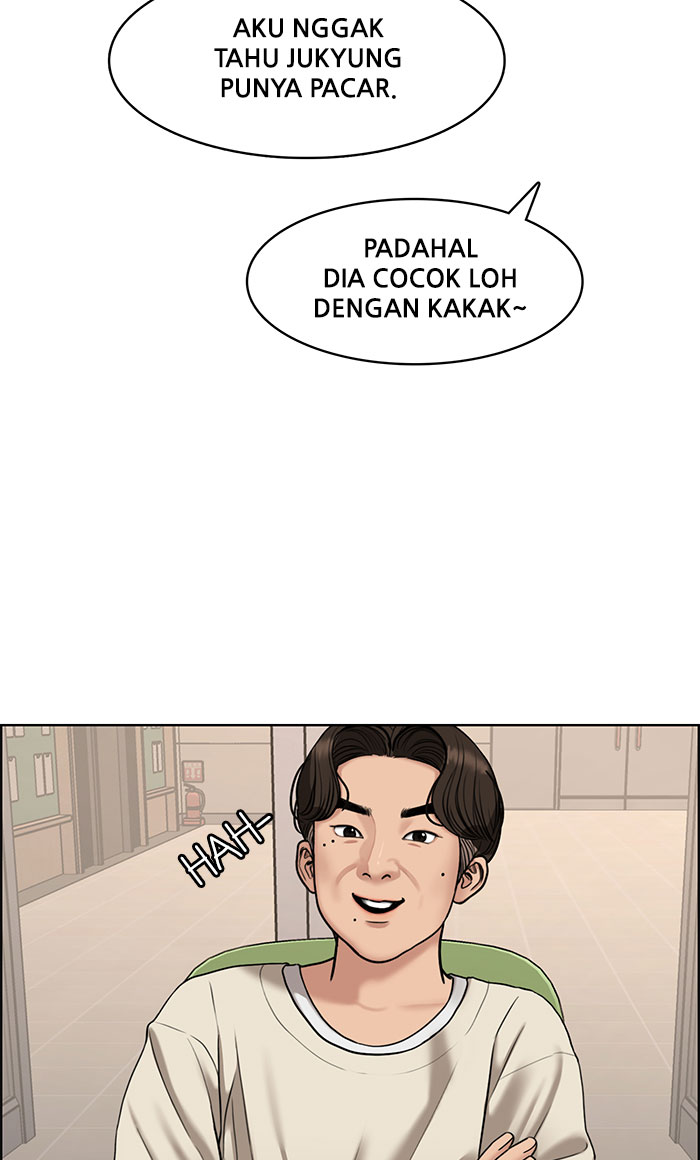 AKU NGGAK
TAHU JUKYUNG
PUNYA PACAR.
PADAHAL
DIA COCOK LOH
DENGAN KAKAK~
HAH-